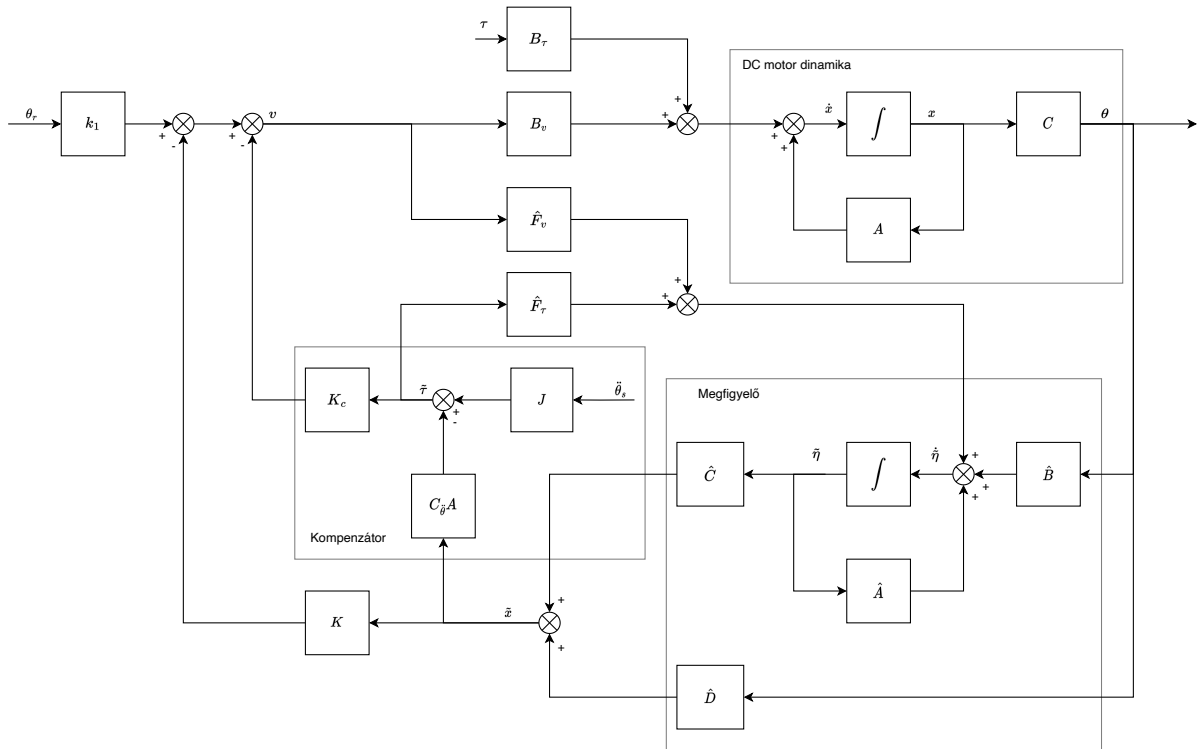 τ
B_τ
DC motor dinamika
θ_r
k_1
+
-
+
-
v
B_v
+
+
+
+
ẋ
∫
x
C
θ
A
F̂_v
+
+
F̂_τ
K_c
τ̃
+
-
J
θ̈_s
C_θ̈ A
Kompenzátor
Megfigyelő
Ĉ
η̃
∫
η̃̇
+
+
+
B̂
Â
K
x̃
+
+
D̂